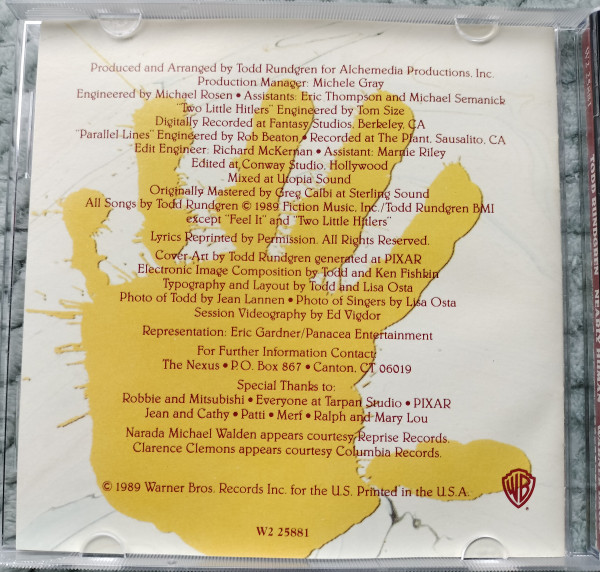 Produced and Arranged by Todd Rundgren for Alchemedia Productions, Inc.
Production Manager: Michele Gray
Engineered by Michael Rosen • Assistants: Eric Thompson and Michael Semanick
"Two Little Hitlers" Engineered by Tom Size
Digitally Recorded at Fantasy Studios, Berkeley, CA
"Parallel Lines" Engineered by Rob Beaton • Recorded at The Plant, Sausalito, CA
Edit Engineer: Richard McKernan • Assistant: Marnie Riley
Edited at Conway Studio, Hollywood
Mixed at Utopia Sound
Originally Mastered by Greg Calbi at Sterling Sound
All Songs by Todd Rundgren © 1989 Fiction Music, Inc./Todd Rundgren BMI
except "Feel It" and "Two Little Hitlers"
Lyrics Reprinted by Permission. All Rights Reserved.
Cover Art by Todd Rundgren generated at PIXAR
Electronic Image Composition by Todd and Ken Fishkin
Typography and Layout by Todd and Lisa Osta
Photo of Todd by Jean Lannen • Photo of Singers by Lisa Osta
Session Videography by Ed Vigdor
Representation: Eric Gardner/Panacea Entertainment
For Further Information Contact:
The Nexus • P.O. Box 867 • Canton, CT 06019
Special Thanks to:
Robbie and Mitsubishi • Everyone at Tarpan Studio • PIXAR
Jean and Cathy • Patti • Merf • Ralph and Mary Lou
Narada Michael Walden appears courtesy Reprise Records.
Clarence Clemons appears courtesy Columbia Records.
© 1989 Warner Bros. Records Inc. for the U.S. Printed in the U.S.A.
WB
W2 25881
TODD RUNDGREN NEARLY HUMAN